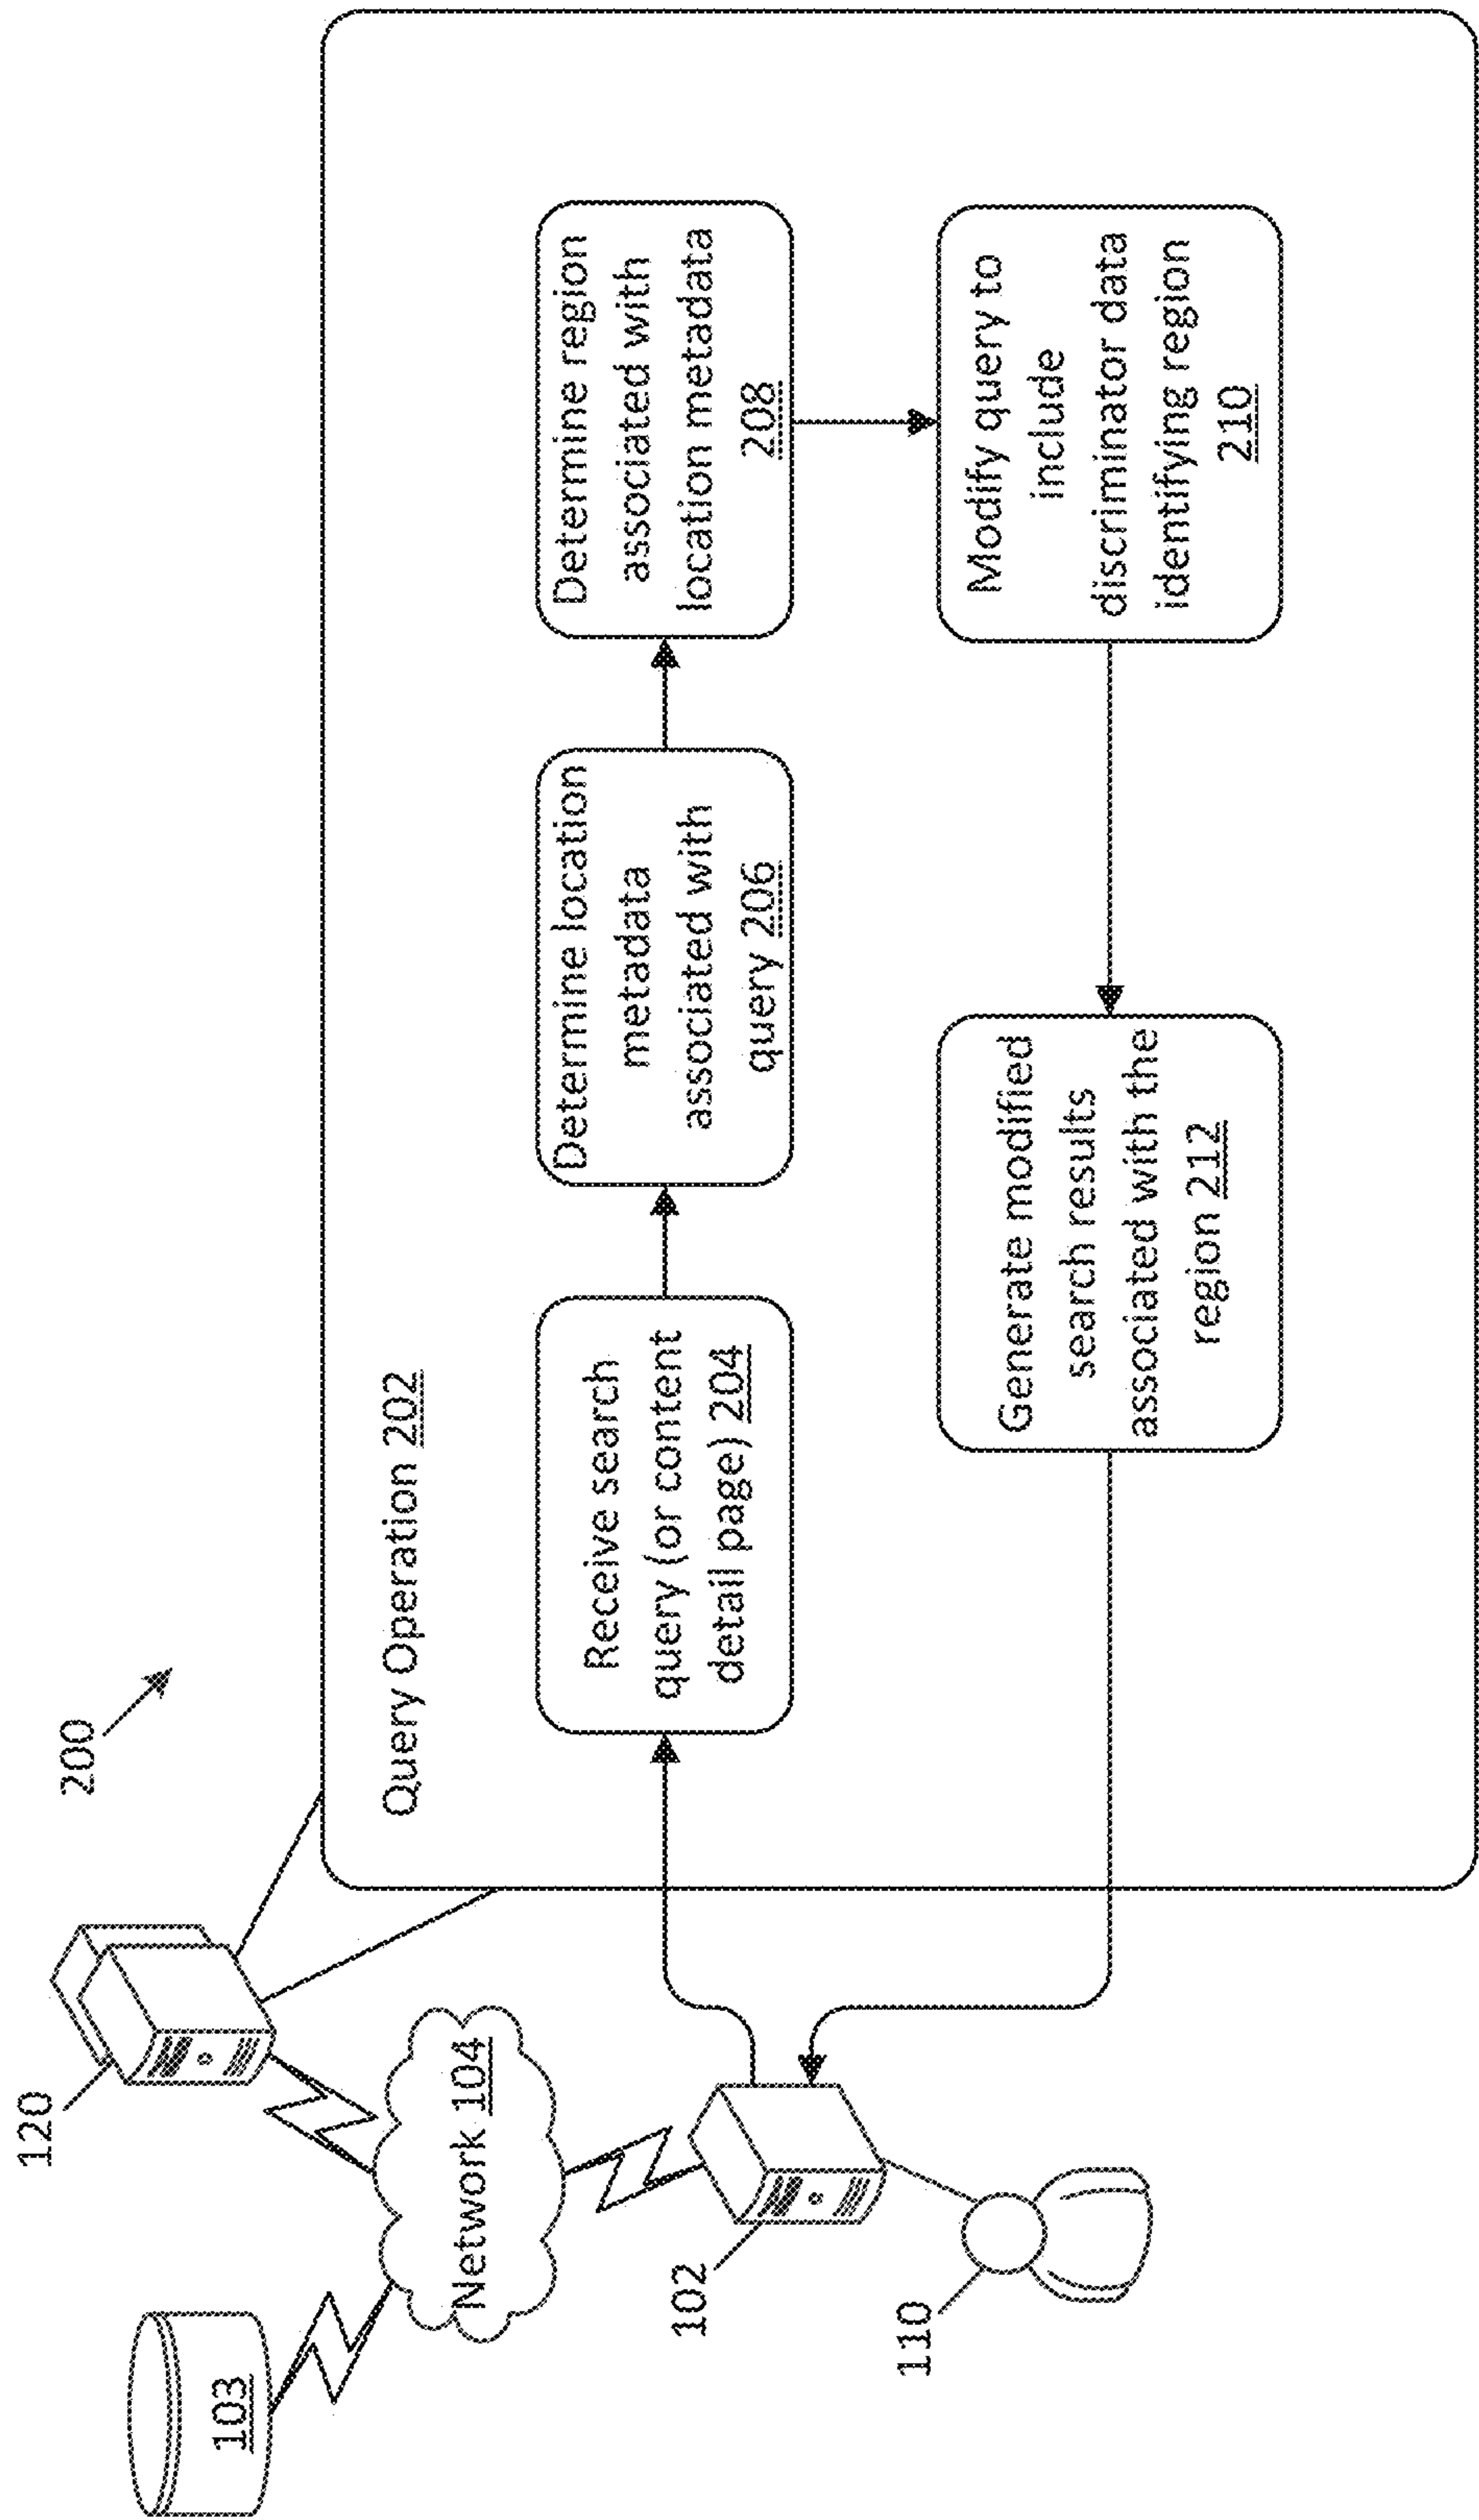 200
120
103
Network 104
102
110
Query Operation 202
Receive search
query (or content
detail page) 204
Determine location
metadata
associated with
query 206
Determine region
associated with
location metadata
208
Modify query to
include
discriminator data
identifying region
210
Generate modified
search results
associated with the
region 212